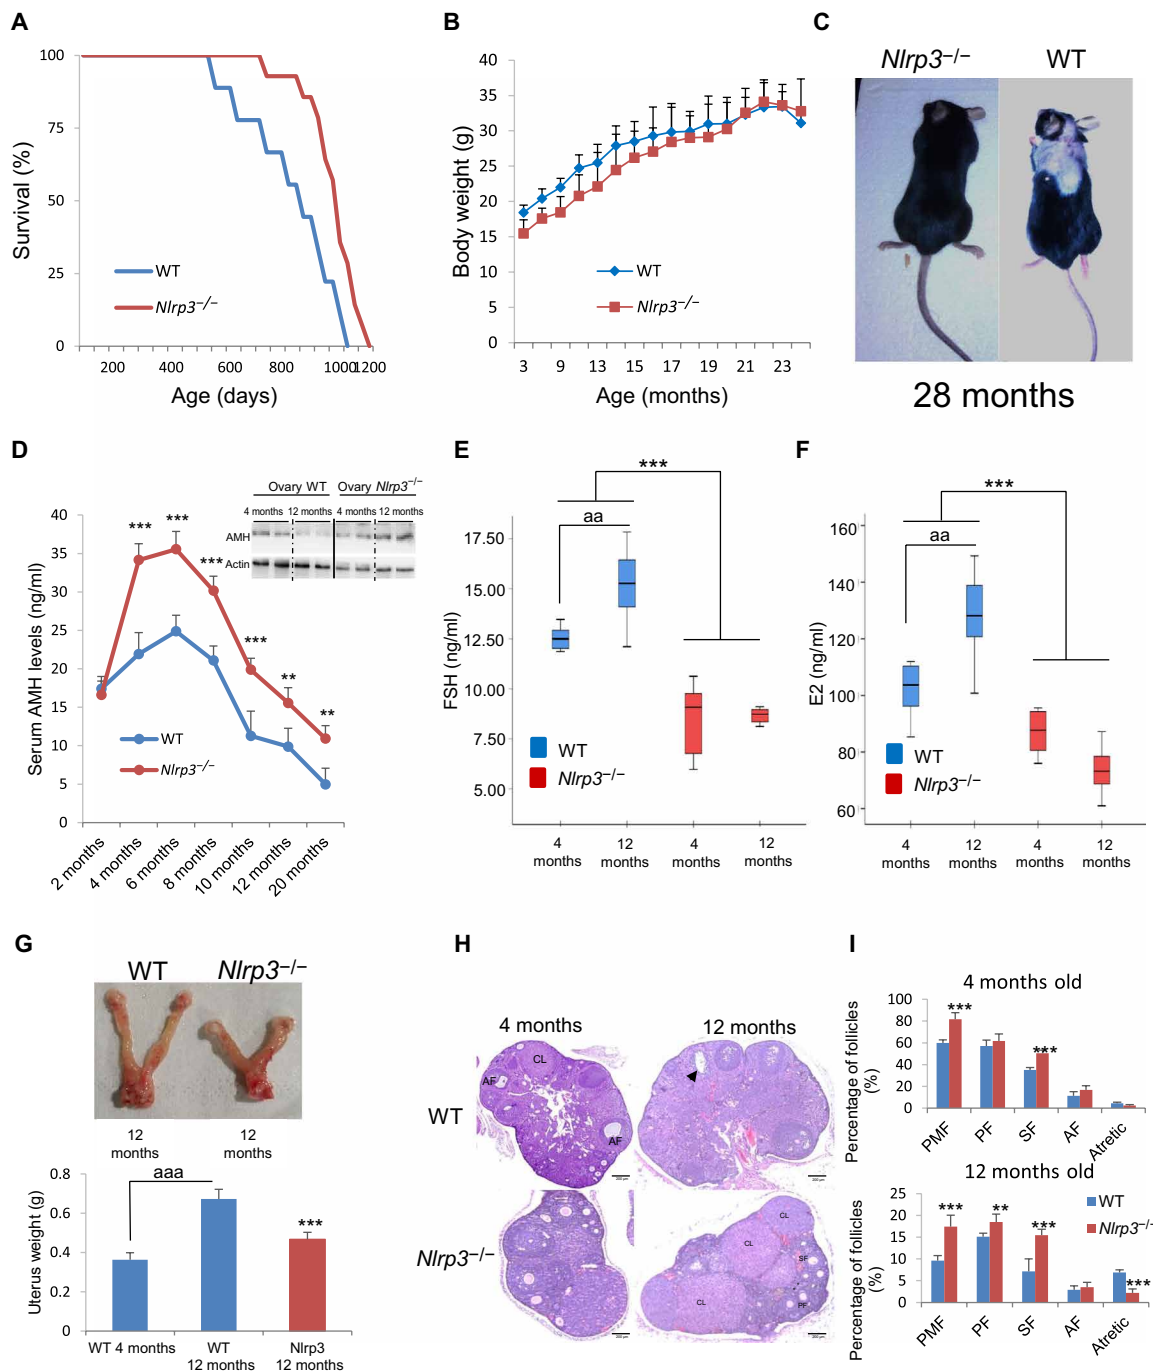 A
Survival (%)
100
75
50
25
0
WT
Nlrp3–/–
200
400
600
800
1000
1200
Age (days)
B
Body weight (g)
40
35
30
25
20
15
10
5
0
WT
Nlrp3–/–
3
9
13
15
17
19
21
23
Age (months)
C
Nlrp3–/–
WT
28 months
D
Serum AMH levels (ng/ml)
40
35
30
25
20
15
10
5
0
***
***
***
***
**
**
WT
Nlrp3–/–
2 months
4 months
6 months
8 months
10 months
12 months
20 months
Ovary WT
Ovary Nlrp3–/–
4 months
12 months
4 months
12 months
AMH
Actin
E
FSH (ng/ml)
***
aa
17.50
15.00
12.50
10.00
7.50
5.00
WT
Nlrp3–/–
4
months
12
months
4
months
12
months
F
E2 (ng/ml)
***
aa
160
140
120
100
80
60
WT
Nlrp3–/–
4
months
12
months
4
months
12
months
G
WT
Nlrp3–/–
12
months
12
months
Uterus weight (g)
0.8
0.6
0.4
0.2
0
aaa
***
WT 4 months
WT
12 months
Nlrp3
12 months
H
4 months
12 months
WT
Nlrp3–/–
CL
AF
AF
200 µm
200 µm
200 µm
200 µm
CL
CL
CL
SF
PF
I
4 months old
Percentage of follicles
(%)
100
80
60
40
20
0
***
***
PMF
PF
SF
AF
Atretic
12 months old
Percentage of follicles
(%)
25
20
15
10
5
0
***
**
***
***
WT
Nlrp3–/–
PMF
PF
SF
AF
Atretic